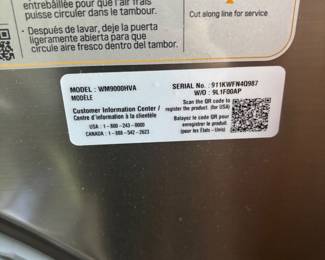 entrebâillée pour que l'air frais
puisse circuler dans le tambour.
• Después de lavar, deje la puerta
ligeramente abierta para que
circule aire fresco dentro del tambor.
Cut along line for service
MODEL : WM9000HVA
MODÈLE
Customer Information Center /
Centre d'information à la clientèle
USA : 1-800-243-0000
CANADA : 1-888-542-2623
SERIAL No. : 911KWFN4D987
W/O : 9L1F00AP
Scan the QR code to
register the product. (for USA)
Balayez le code QR pour
enregistrer le produit.
(pour les États - Unis)